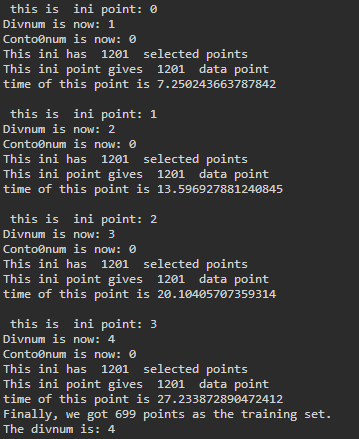 this is  ini point: 0
Divnum is now: 1
Conto0num is now: 0
This ini has  1201  selected points
This ini point gives  1201  data point
time of this point is 7.250243663787842
this is  ini point: 1
Divnum is now: 2
Conto0num is now: 0
This ini has  1201  selected points
This ini point gives  1201  data point
time of this point is 13.596927881240845
this is  ini point: 2
Divnum is now: 3
Conto0num is now: 0
This ini has  1201  selected points
This ini point gives  1201  data point
time of this point is 20.10405707359314
this is  ini point: 3
Divnum is now: 4
Conto0num is now: 0
This ini has  1201  selected points
This ini point gives  1201  data point
time of this point is 27.233872890472412
Finally, we got 699 points as the training set.
The divnum is: 4